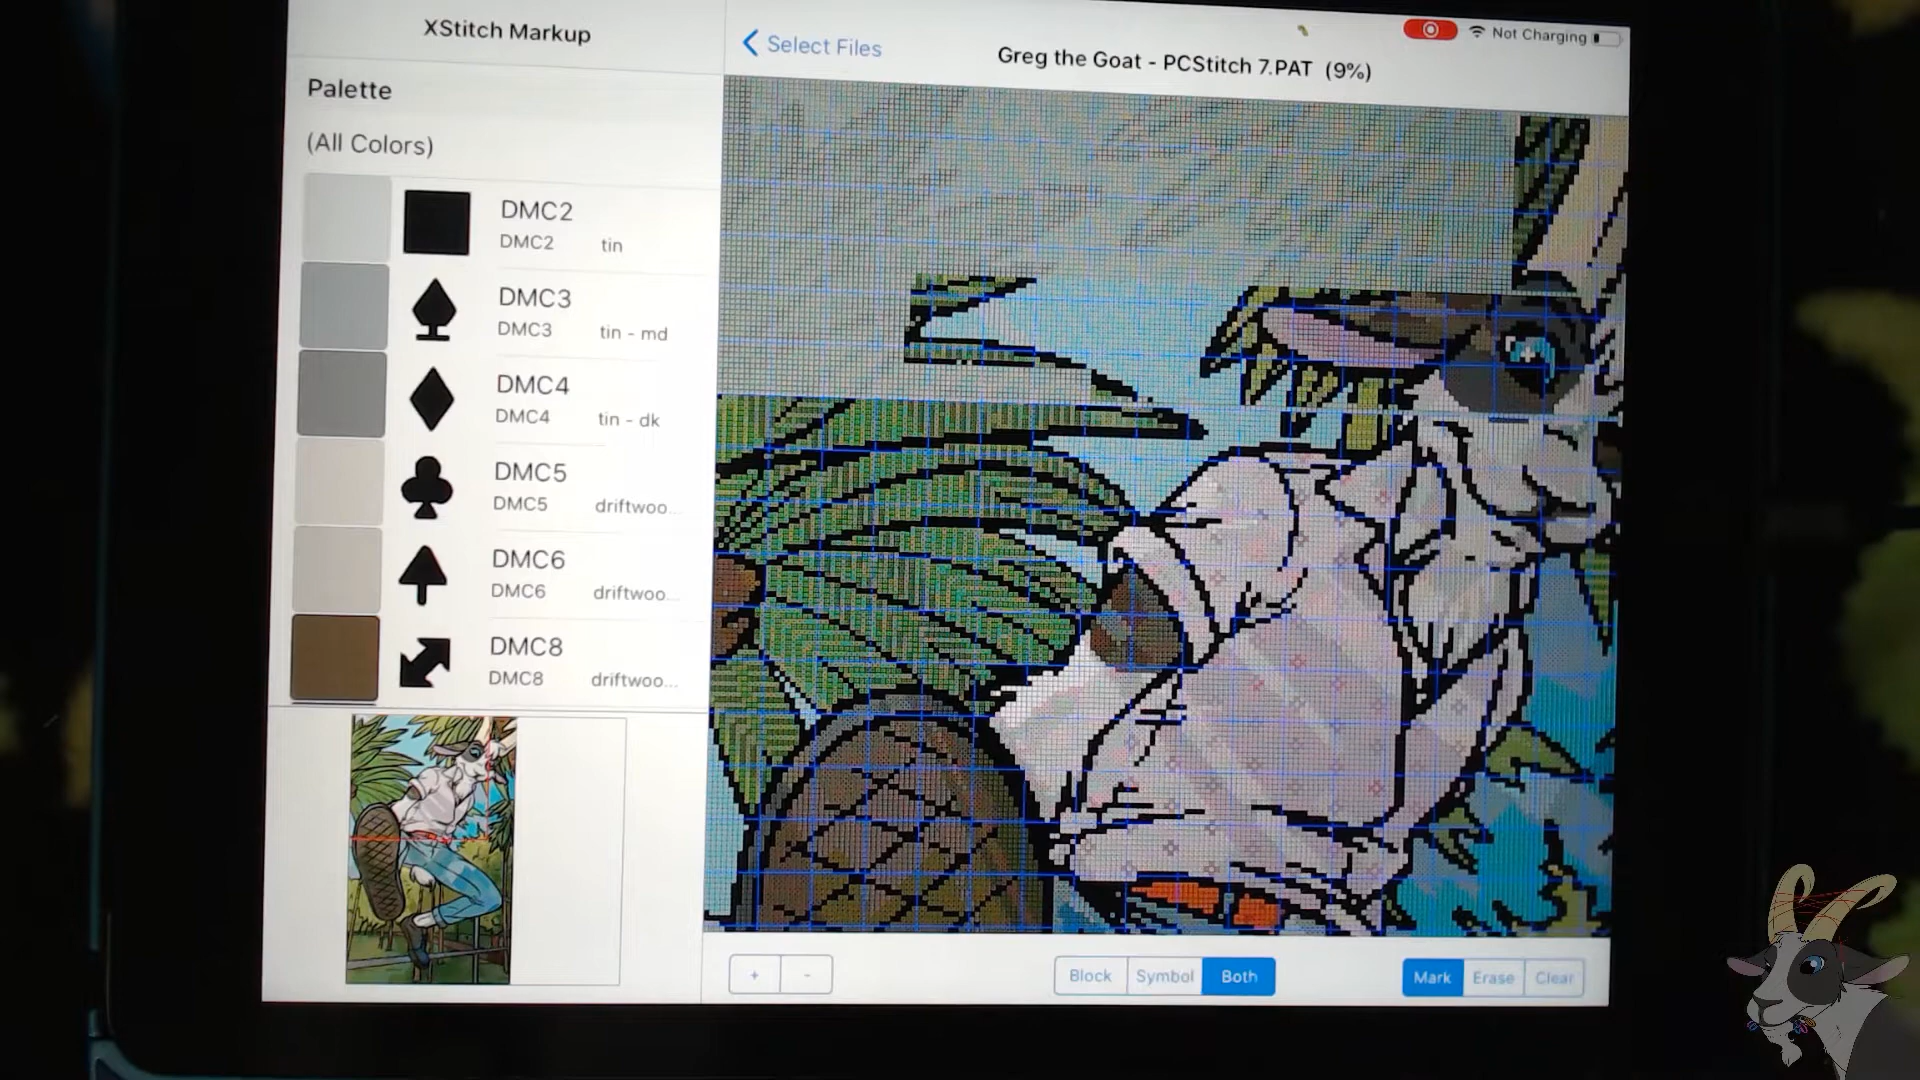 XStitch Markup
Select Files
Greg the Goat - PCStitch 7.PAT (9%)
Not Charging
Palette
(All Colors)
DMC2
DMC2 tin
DMC3
DMC3 tin - md
DMC4
DMC4 tin - dk
DMC5
DMC5 driftwoo...
DMC6
DMC6 driftwoo...
DMC8
DMC8 driftwoo...
+ -
Block Symbol Both
Mark Erase Clear